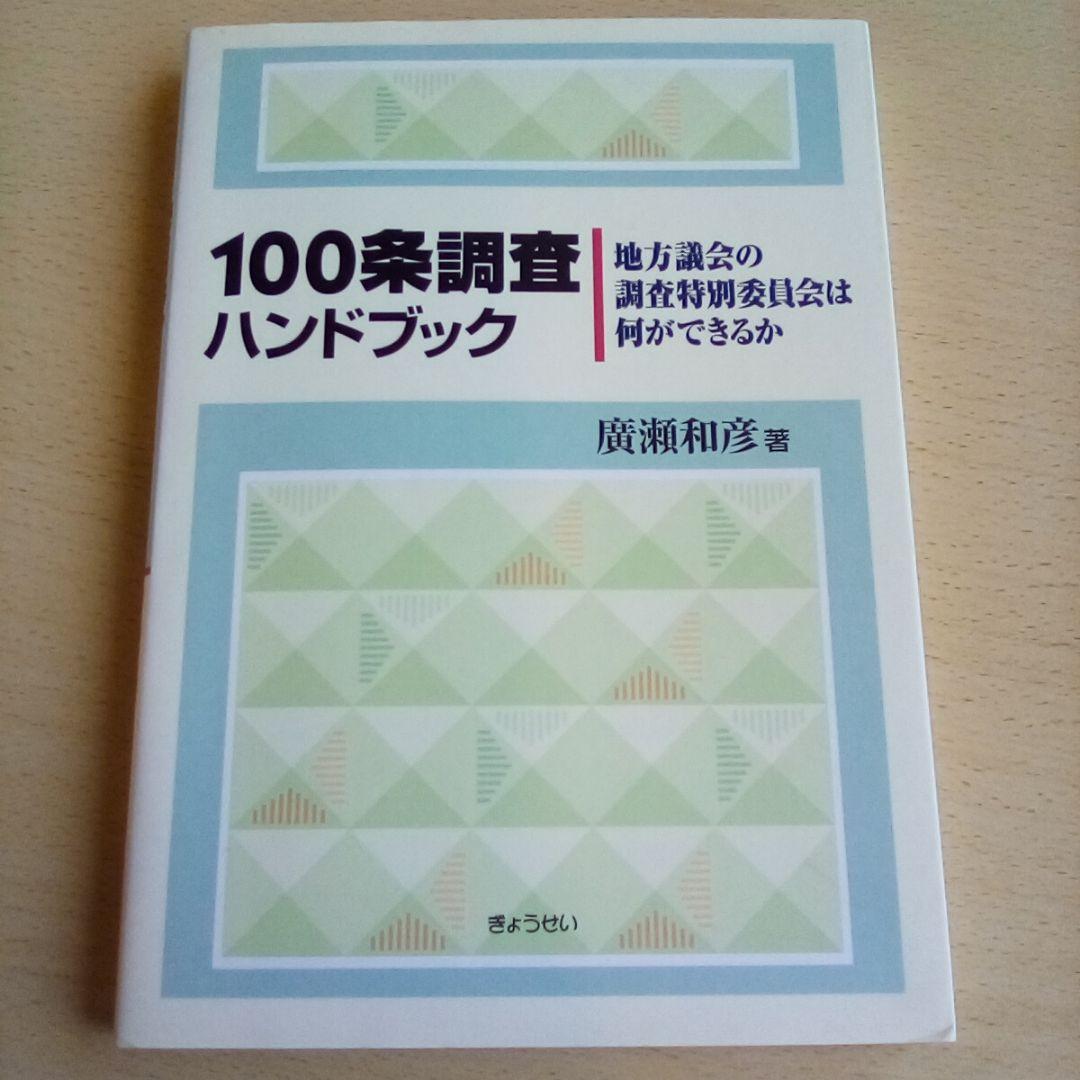 100条調査
ハンドブック
地方議会の
調査特別委員会は
何ができるか
廣瀬和彦著
ぎょうせい